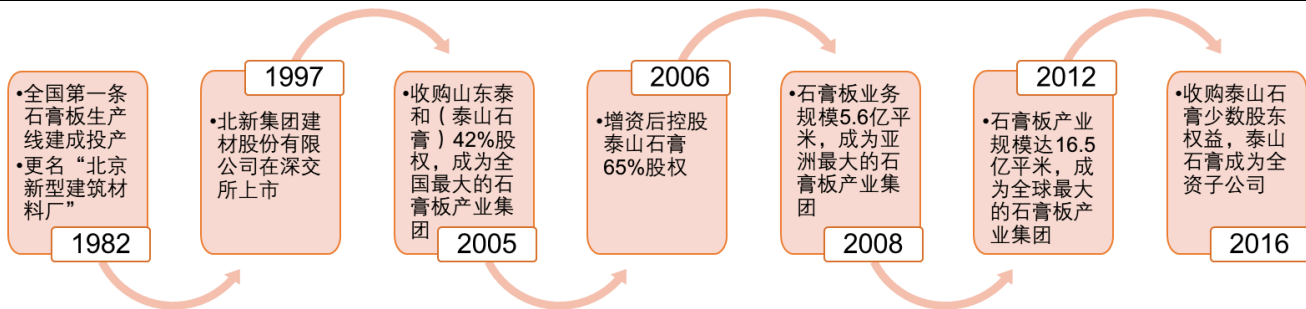 •全国第一条
石膏板生产
线建成投产
•更名“北京
新型建筑材
料厂”
1982
1997
•北新集团建
材股份有限
公司在深交
所上市
•收购山东泰
和（泰山石
膏）42%股
权，成为全
国最大的石
膏板产业集
团
2005
2006
•增资后控股
泰山石膏
65%股权
•石膏板业务
规模5.6亿平
米，成为亚
洲最大的石
膏板产业集
团
2008
2012
•石膏板产业
规模达16.5
亿平米，成
为全球最大
的石膏板产
业集团
•收购泰山石
膏少数股东
权益，泰山
石膏成为全
资子公司
2016